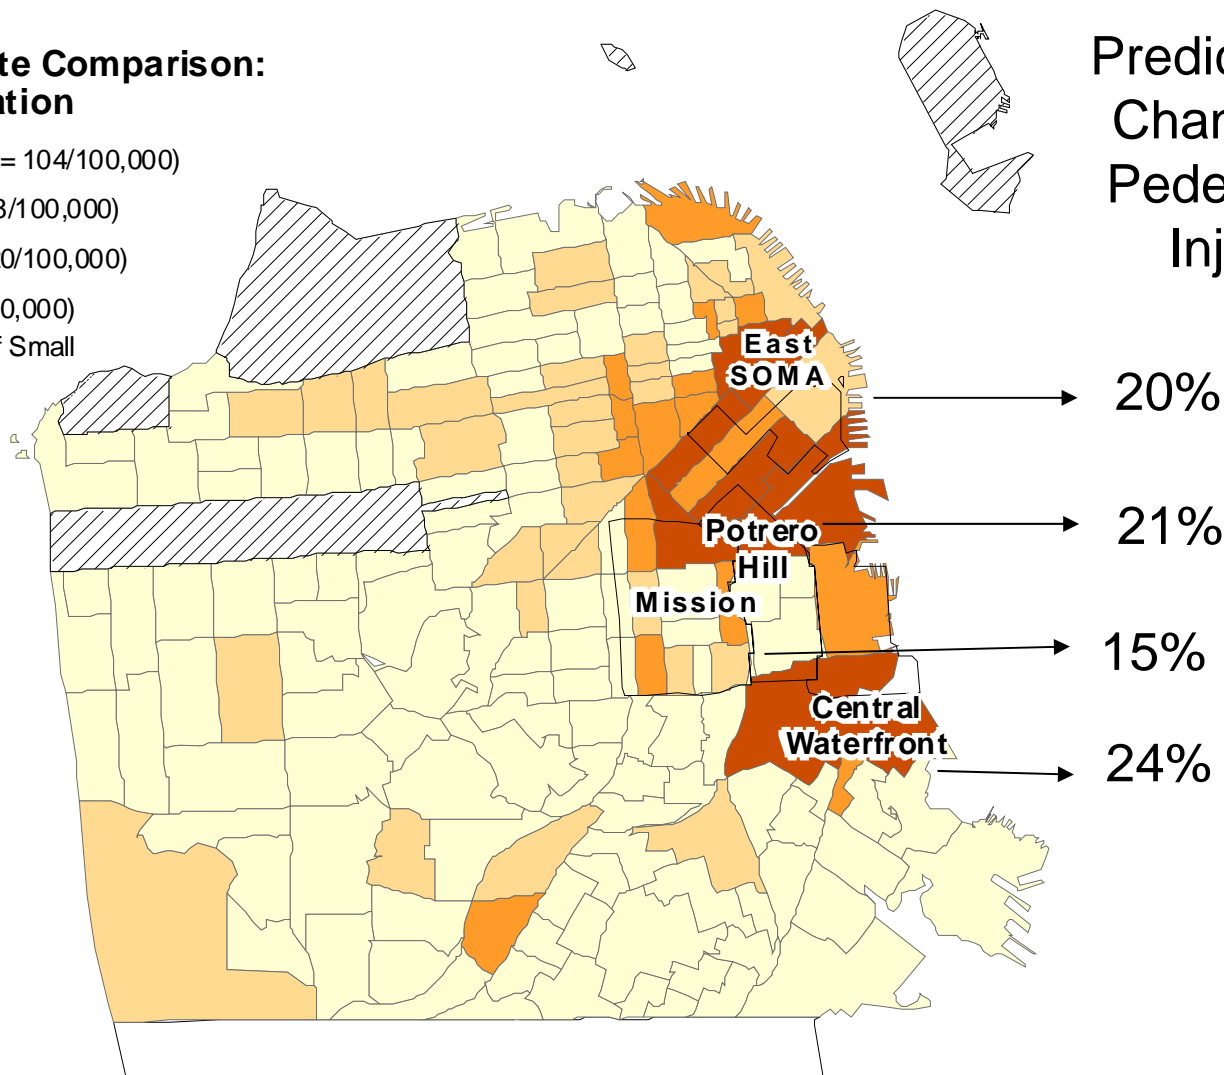 te Comparison:
ation
= 104/100,000)
3/100,000)
20/100,000)
0,000)
f Small
Predic
Char
Pede
Inj
East
SOMA
20%
Potrero
Hill
21%
Mission
15%
Central
Waterfront
24%